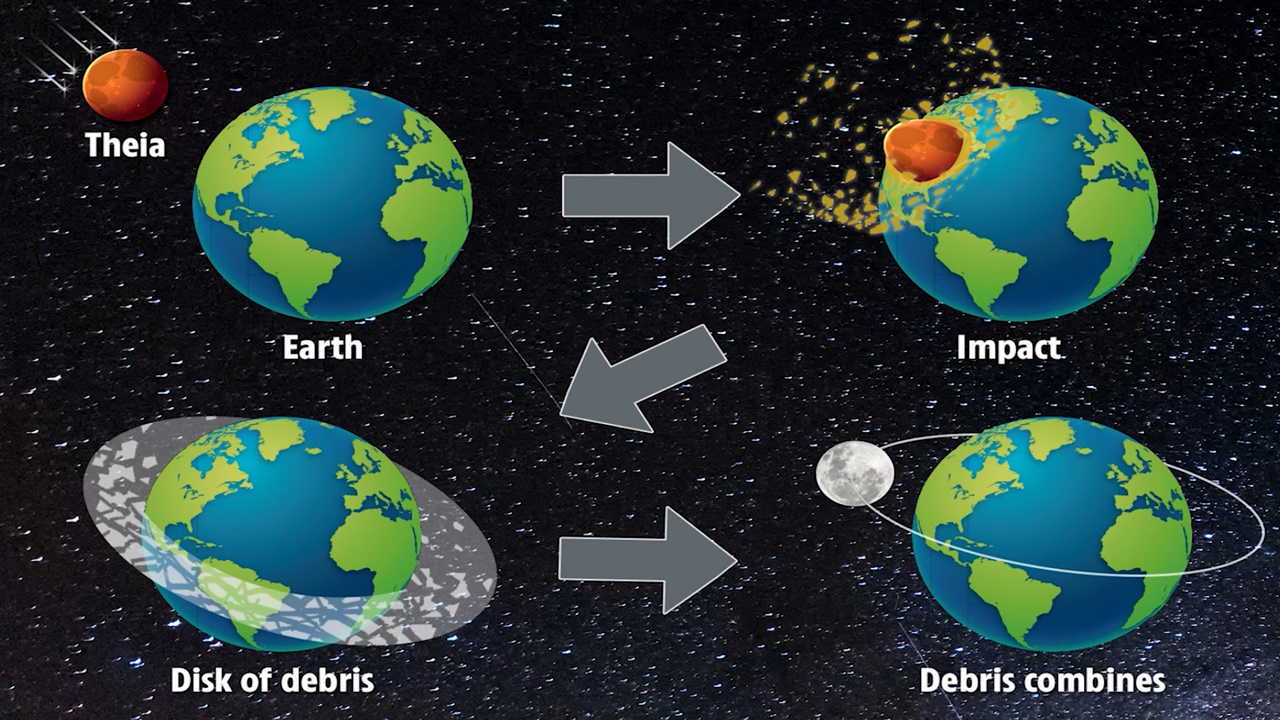 Theia
Earth
Impact
Disk of debris
Debris combines